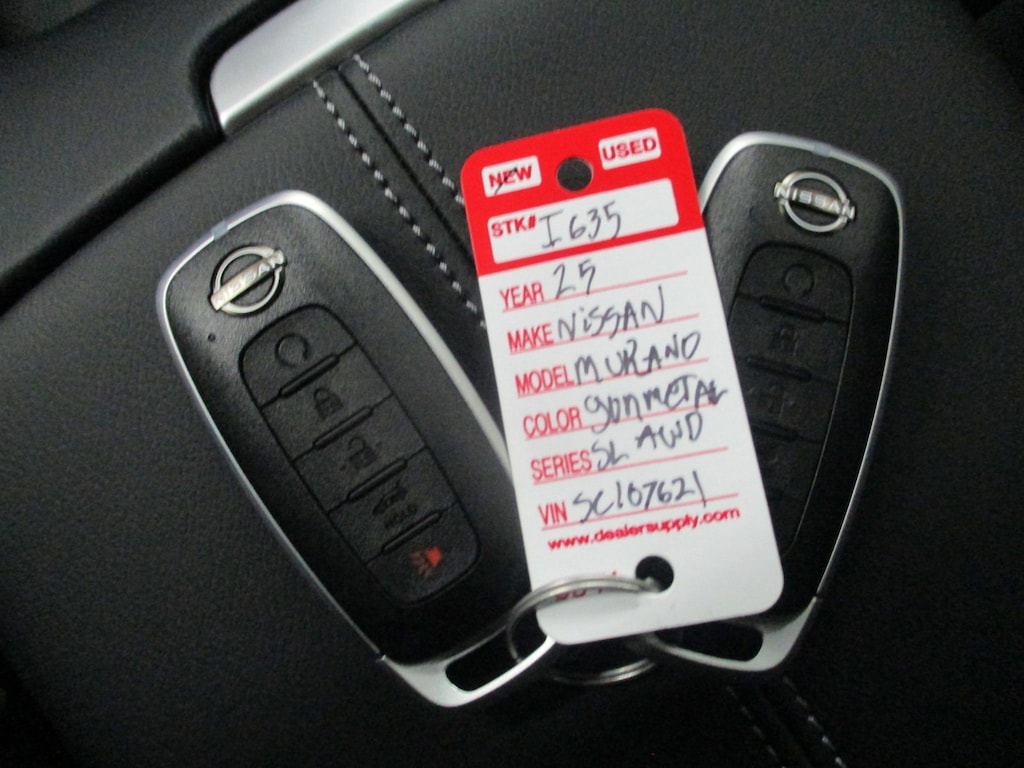 NEW USED
STK# I635
YEAR 25
MAKE NISSAN
MODEL MURANO
COLOR gunmetal
SERIES SL AWD
VIN SC107621
www.dealersupply.com
NISSAN
NISSAN